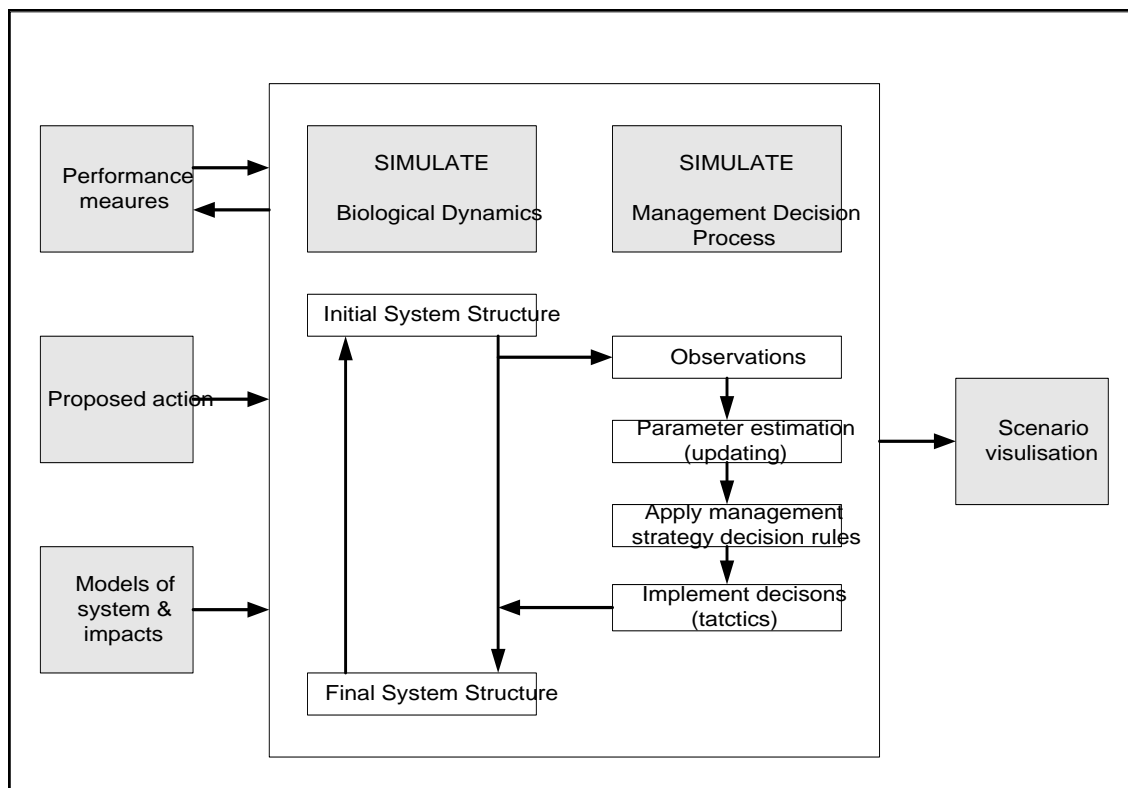 Performance
meaures
SIMULATE
Biological Dynamics
SIMULATE
Management Decision
Process
Initial System Structure
Proposed action
Observations
Parameter estimation
(updating)
Apply management
strategy decision rules
Implement decisons
(tatctics)
Scenario
visulisation
Models of
system &
impacts
Final System Structure